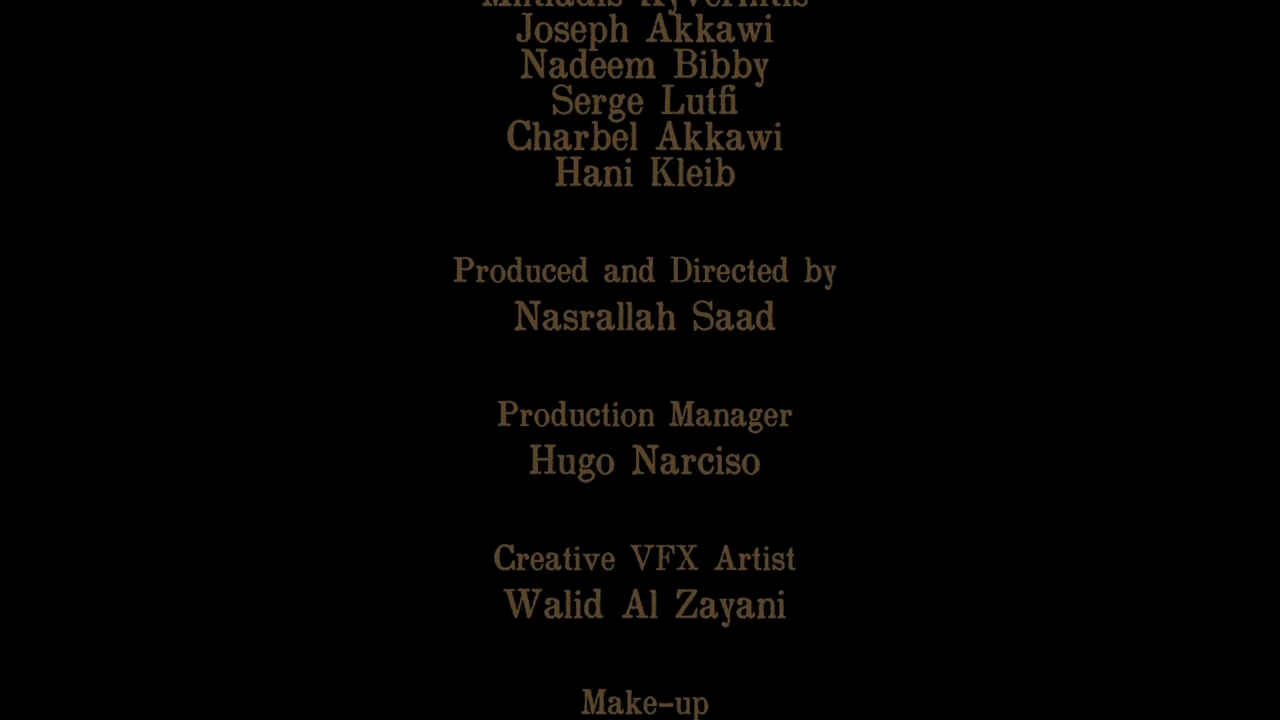 Joseph Akkawi
Nadeem Bibby
Serge Lutfi
Charbel Akkawi
Hani Kleib
Produced and Directed by
Nasrallah Saad
Production Manager
Hugo Narciso
Creative VFX Artist
Walid Al Zayani
Make-up